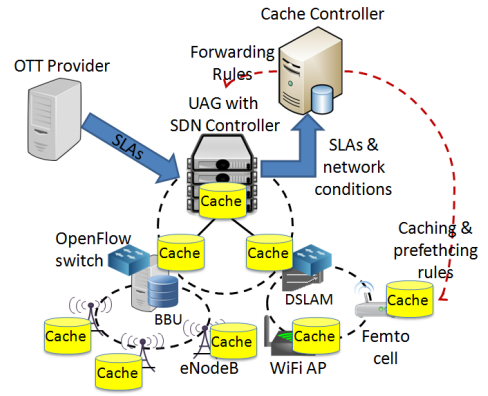 Cache Controller
Forwarding
Rules
OTT Provider
UAG with
SDN Controller
SLAs
SLAs &
network
conditions
Cache
OpenFlow
switch
Cache
Cache
Caching &
prefethcing
rules
BBU
DSLAM
Cache
Cache
Cache
Cache
Cache
eNodeB
WiFi AP
Femto
cell